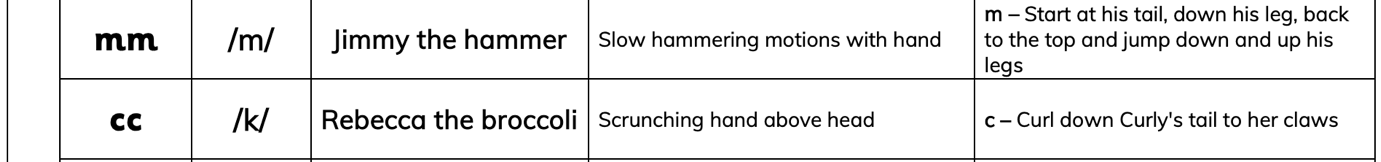 mm
/m/
Jimmy the hammer
Slow hammering motions with hand
m – Start at his tail, down his leg, back
to the top and jump down and up his
legs
cc
/k/
Rebecca the broccoli
Scrunching hand above head
c – Curl down Curly's tail to her claws